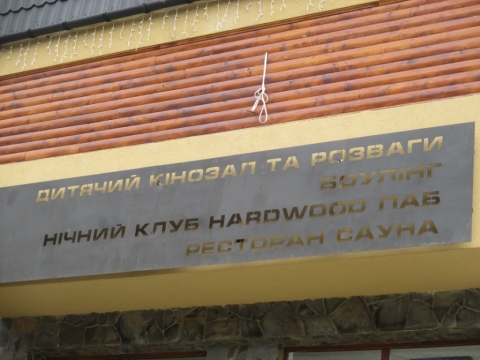 ДИТЯЧИЙ КІНОЗАЛ ТА РОЗВАГИ
БОУЛІНГ
НІЧНИЙ КЛУБ HARDWOOD ПАБ
РЕСТОРАН САУНА